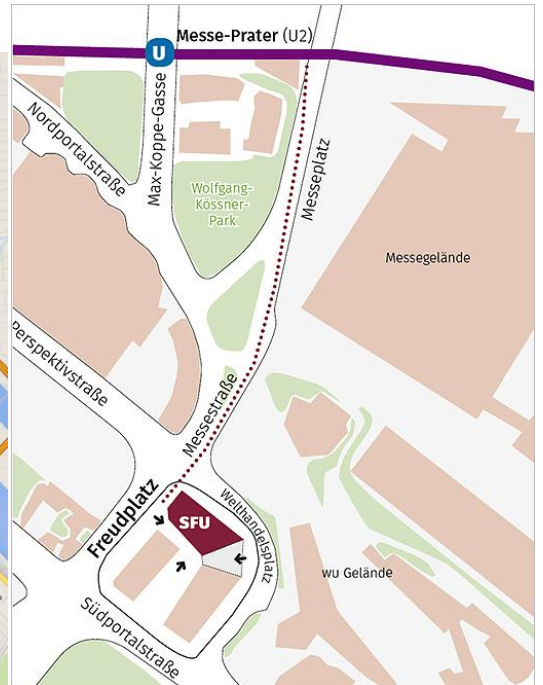 Messe-Prater (U2)
U
Nordportalstraße
Max-Koppe-Gasse
Messeplatz
Wolfgang-
Kössner-
Park
Messegelände
Perspektivstraße
Messestraße
Freudplatz
SFU
Welthandelsplatz
wu Gelände
Südportalstraße